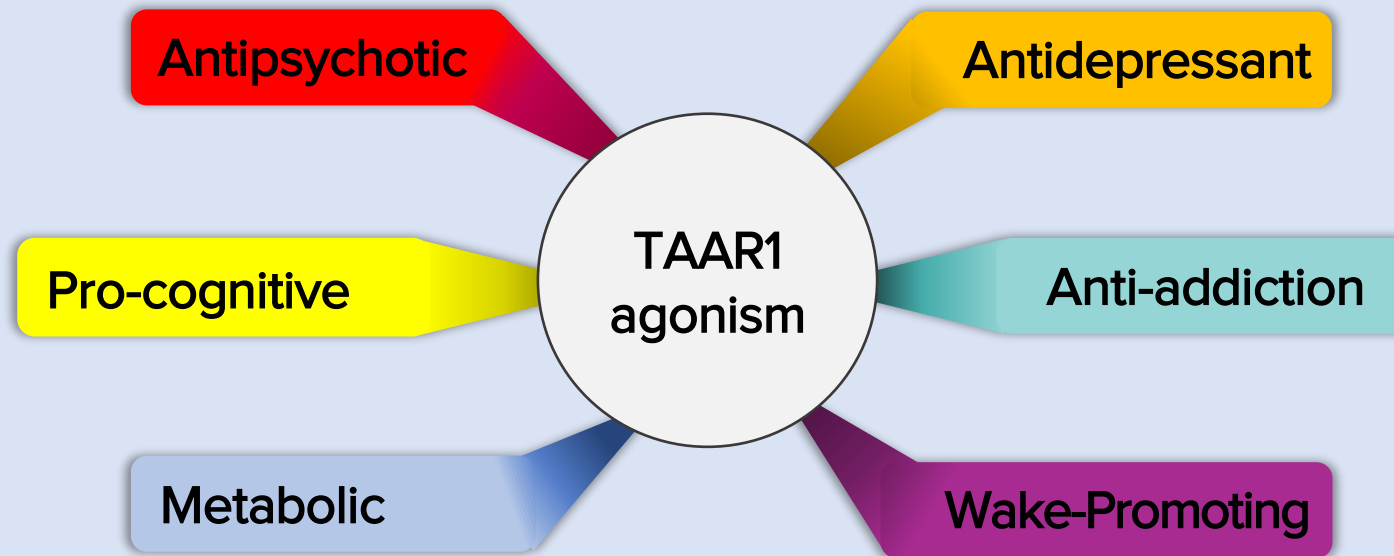 Antipsychotic
Antidepressant
Pro-cognitive
TAAR1
agonism
Anti-addiction
Metabolic
Wake-Promoting